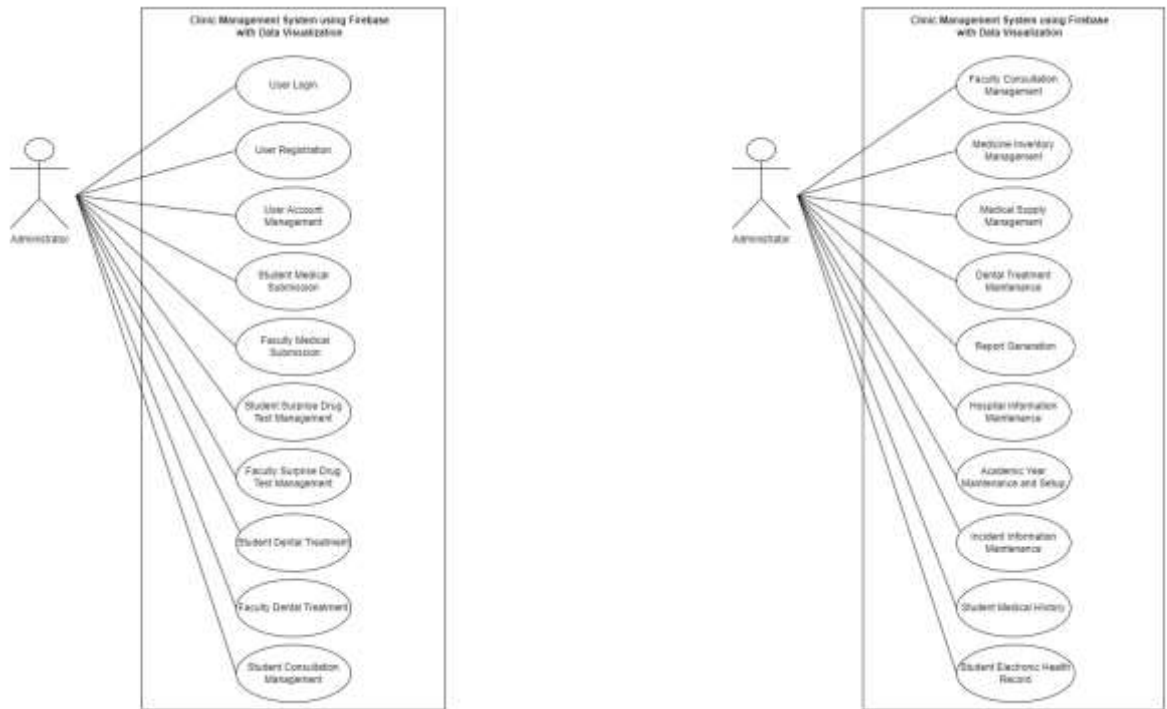 Clinic Management System using Firebase
with Data Visualization
User Login
User Registration
User Account
Management
Student Medical
Submission
Faculty Medical
Submission
Student Surprise Drug
Test Management
Faculty Surprise Drug
Test Management
Student Dental Treatment
Faculty Dental Treatment
Student Consultation
Management
Administrator
Clinic Management System using Firebase
with Data Visualization
Faculty Consultation
Management
Medicine Inventory
Management
Medical Supply
Management
Dental Treatment
Maintenance
Report Generation
Hospital Information
Maintenance
Academic Year
Maintenance and Setup
Incident Information
Maintenance
Student Medical History
Student Electronic Health
Record
Administrator